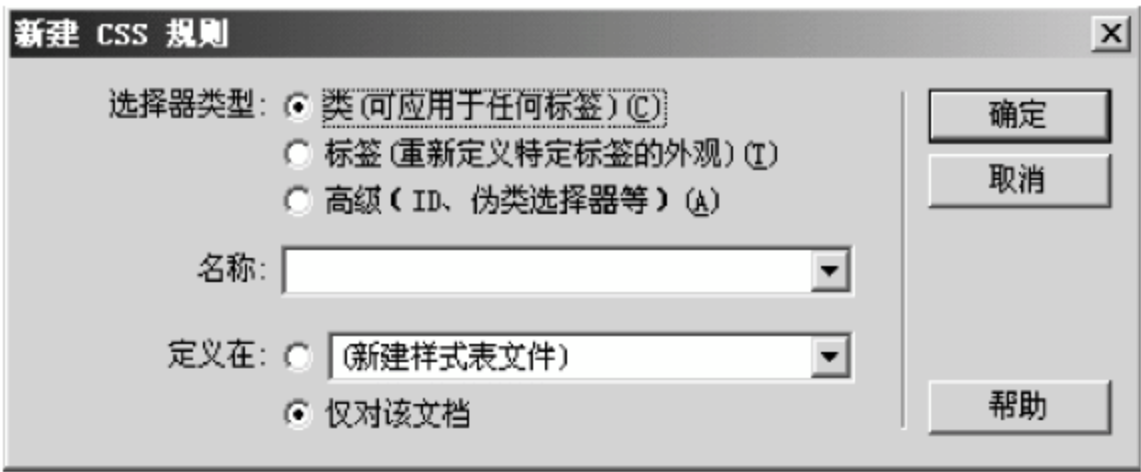 新建 CSS 规则
选择器类型: 类(可应用于任何标签)(C)
确定
标签(重新定义特定标签的外观)(T)
取消
高级(ID、伪类选择器等)(A)
名称:
定义在: (新建样式表文件)
仅对该文档
帮助